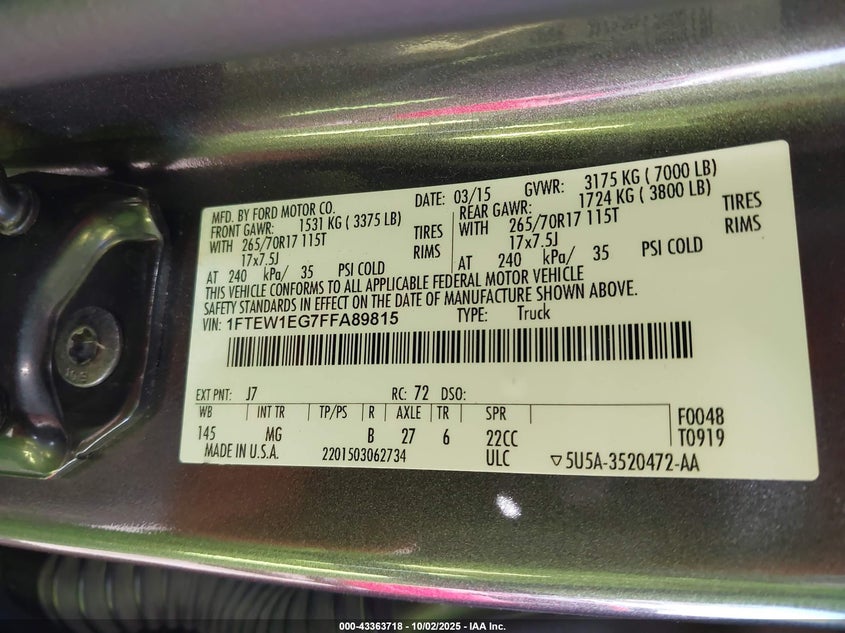 MFD. BY FORD MOTOR CO. DATE: 03/15 GVWR: 3175 KG ( 7000 LB)
FRONT GAWR: 1531 KG ( 3375 LB) REAR GAWR: 1724 KG ( 3800 LB)
WITH 265/70R17 115T TIRES WITH 265/70R17 115T TIRES
17x7.5J RIMS 17x7.5J RIMS
AT 240 kPa/ 35 PSI COLD AT 240 kPa/ 35 PSI COLD
THIS VEHICLE CONFORMS TO ALL APPLICABLE FEDERAL MOTOR VEHICLE
SAFETY STANDARDS IN EFFECT ON THE DATE OF MANUFACTURE SHOWN ABOVE.
VIN: 1FTEW1EG7FFA89815 TYPE: Truck
EXT PNT: J7 RC: 72 DSO:
WB INT TR TP/PS R AXLE TR SPR F0048
145 MG B 27 6 22CC T0919
MADE IN U.S.A. 2201503062734 ULC ▽5U5A-3520472-AA
000-43363718 - 10/02/2025 - IAA Inc.